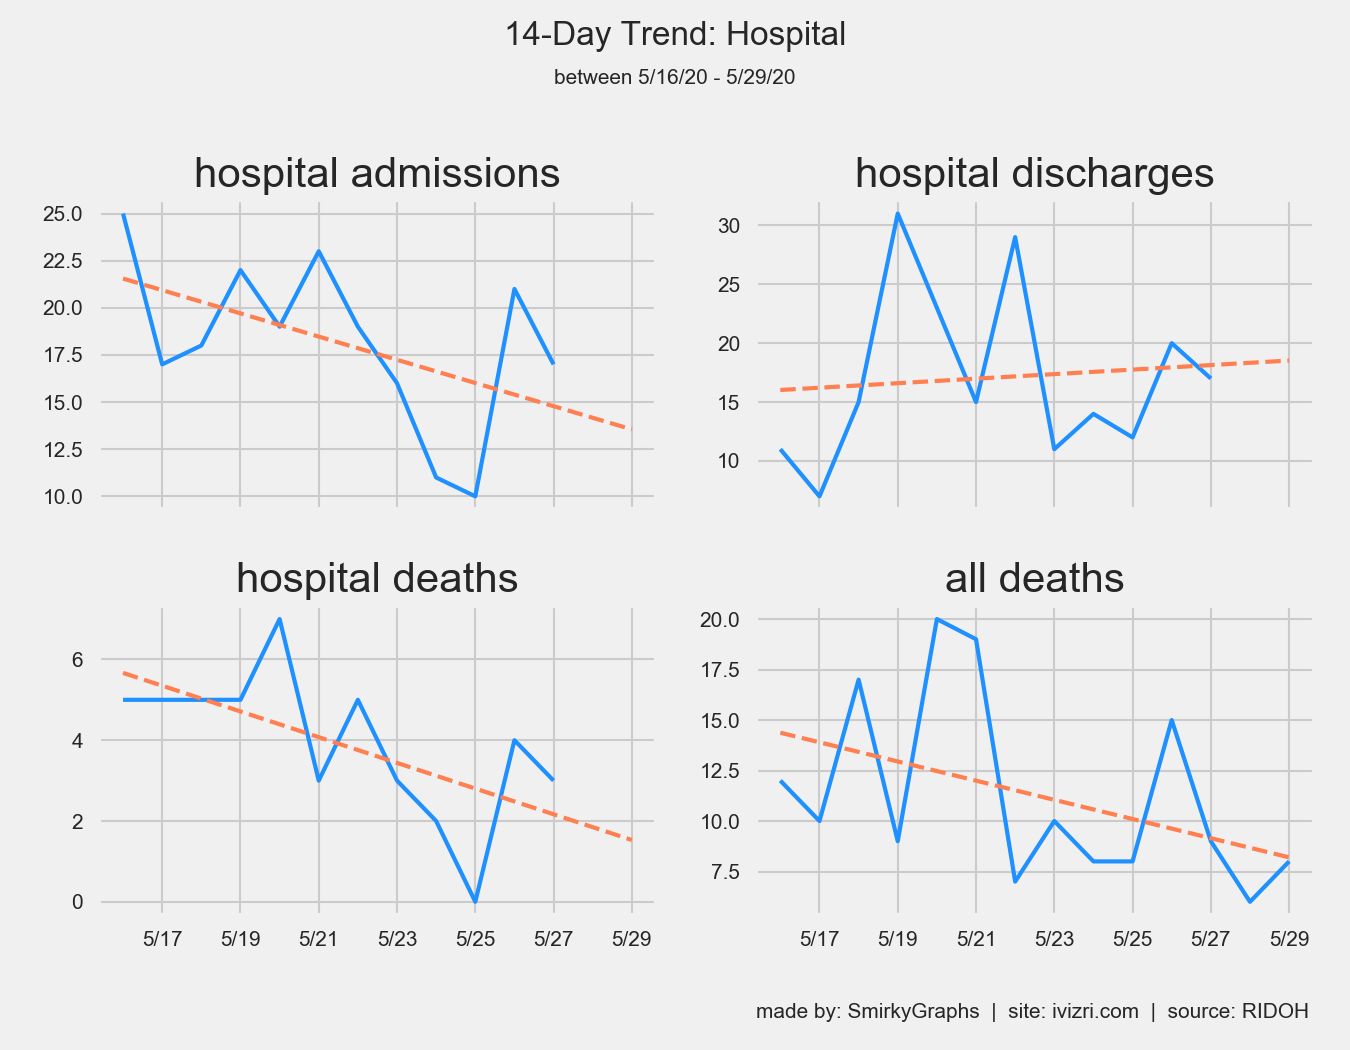 14-Day Trend: Hospital
between 5/16/20 - 5/29/20
hospital admissions
25.0
22.5
20.0
17.5
15.0
12.5
10.0
hospital discharges
30
25
20
15
10
hospital deaths
6
4
2
0
5/17 5/19 5/21 5/23 5/25 5/27 5/29
all deaths
20.0
17.5
15.0
12.5
10.0
7.5
5/17 5/19 5/21 5/23 5/25 5/27 5/29
made by: SmirkyGraphs | site: ivizri.com | source: RIDOH